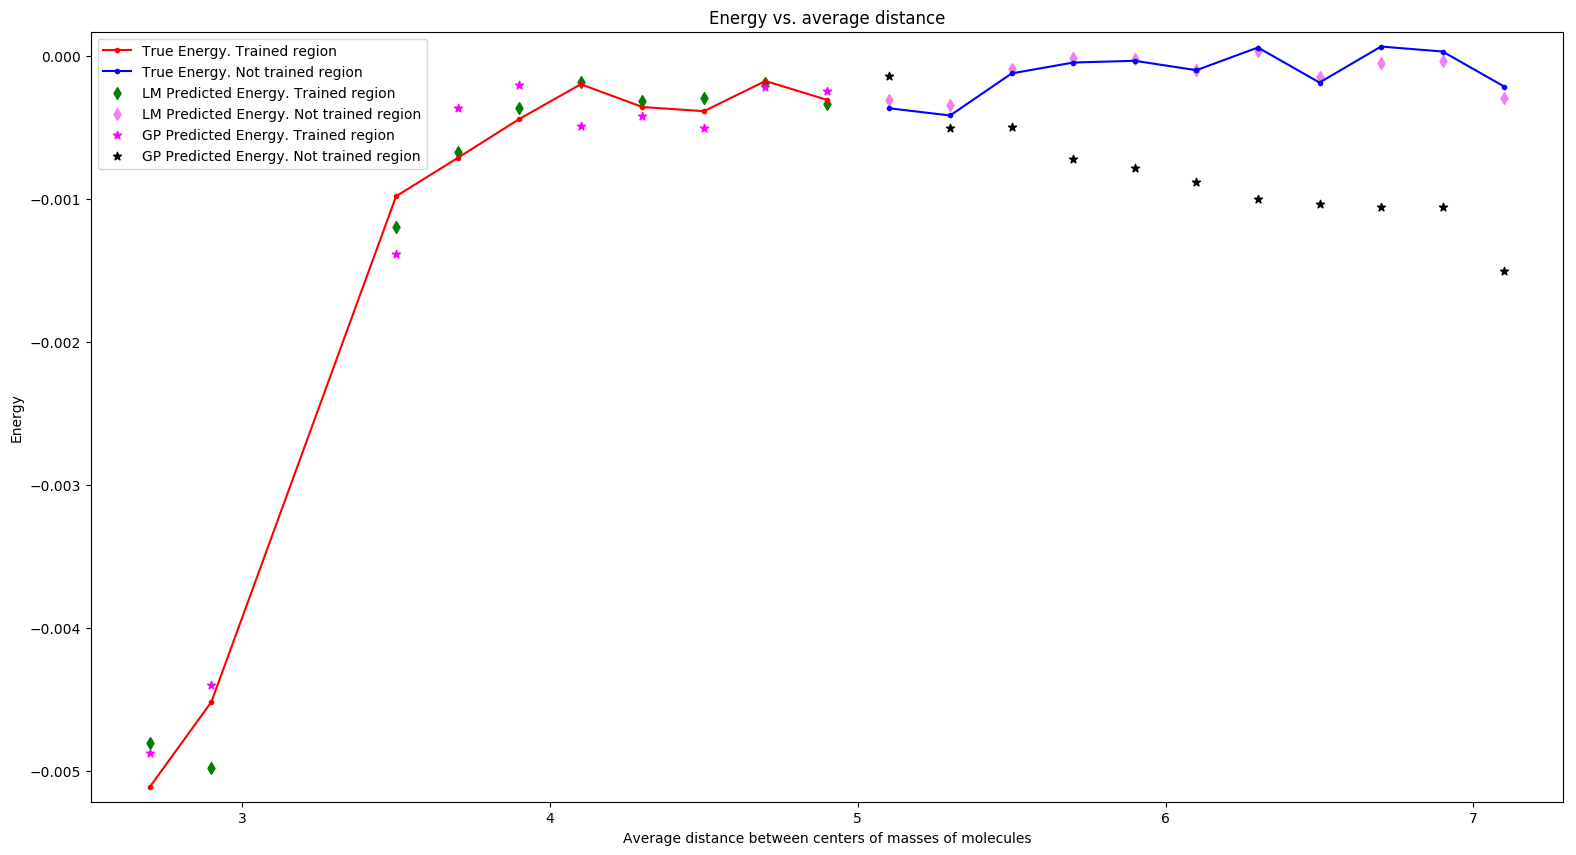 Energy vs. average distance
True Energy. Trained region
True Energy. Not trained region
LM Predicted Energy. Trained region
LM Predicted Energy. Not trained region
GP Predicted Energy. Trained region
GP Predicted Energy. Not trained region
0.000
−0.001
−0.002
−0.003
−0.004
−0.005
Energy
3 4 5 6 7
Average distance between centers of masses of molecules